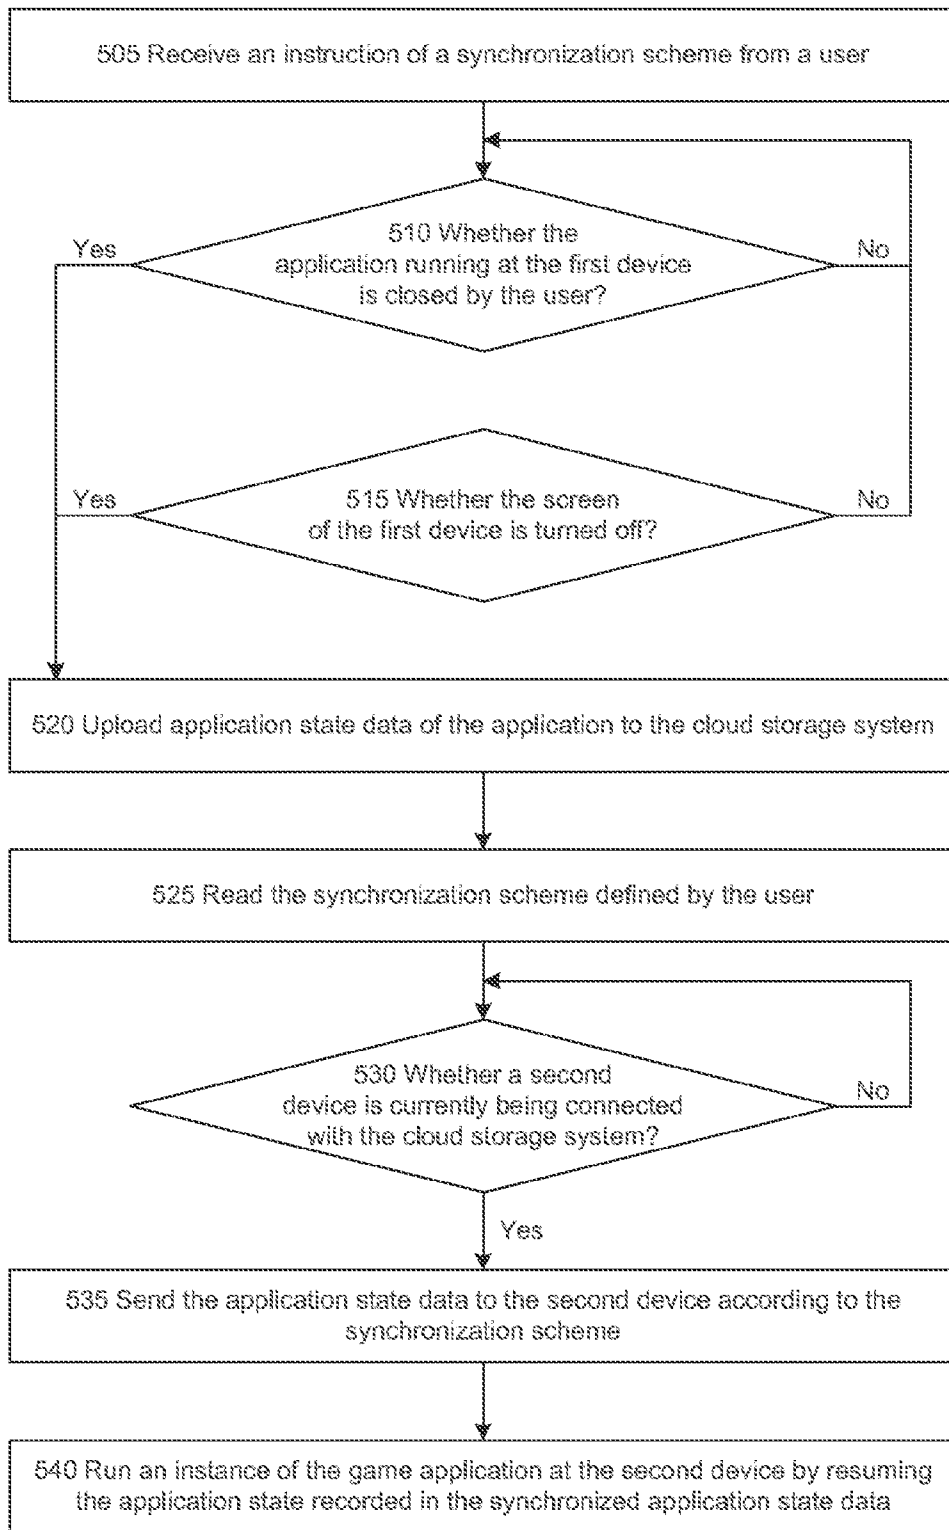 505 Receive an instruction of a synchronization scheme from a user
510 Whether the
application running at the first device
is closed by the user?
Yes
No
515 Whether the screen
of the first device is turned off?
Yes
No
520 Upload application state data of the application to the cloud storage system
525 Read the synchronization scheme defined by the user
530 Whether a second
device is currently being connected
with the cloud storage system?
No
Yes
535 Send the application state data to the second device according to the
synchronization scheme
540 Run an instance of the game application at the second device by resuming
the application state recorded in the synchronized application state data